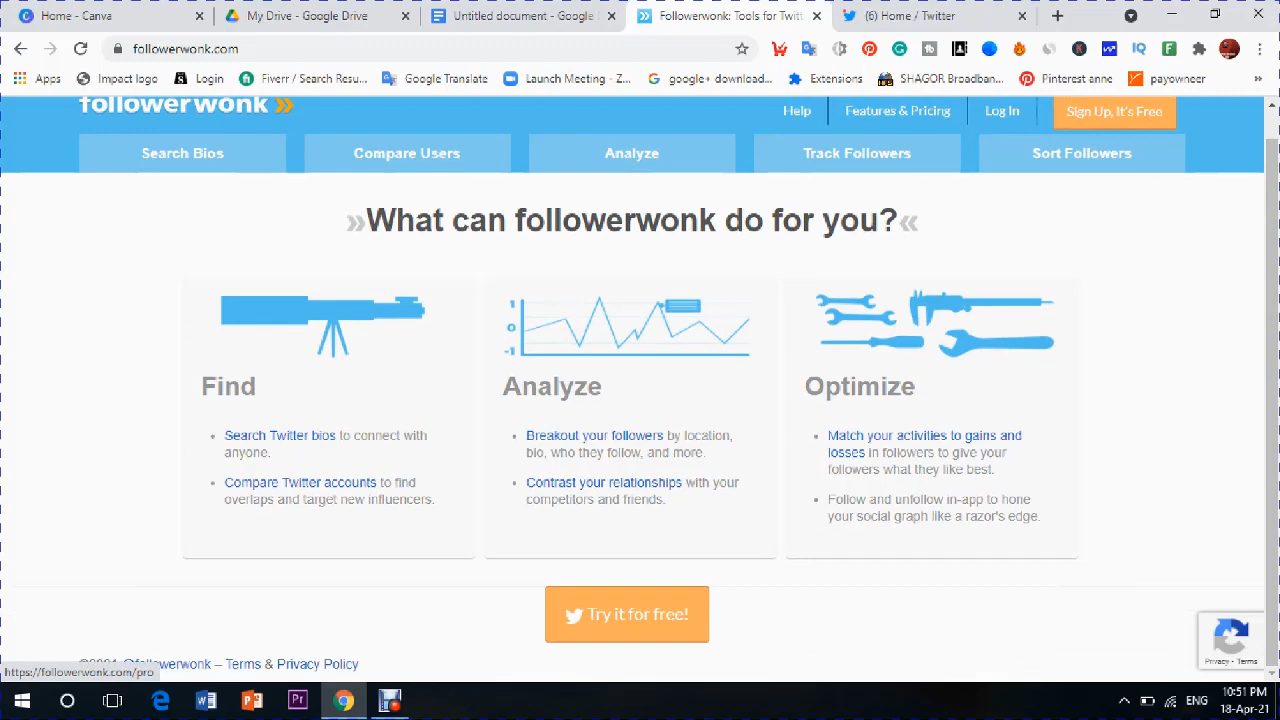 Home - Canva
My Drive - Google Drive
Untitled document - Google
Followerwonk: Tools for Twitt
(6) Home / Twitter
followerwonk.com
Apps
Impact logo
Login
Fiverr / Search Resu...
Google Translate
Launch Meeting - Z...
google+ download...
Extensions
SHAGOR Broadban...
Pinterest anne
payowneer
followerwonk
Help
Features & Pricing
Log In
Sign Up, It's Free
Search Bios
Compare Users
Analyze
Track Followers
Sort Followers
»What can followerwonk do for you?«
1
0
-1
Find
Search Twitter bios to connect with
anyone.
Compare Twitter accounts to find
overlaps and target new influencers.
Analyze
Breakout your followers by location,
bio, who they follow, and more.
Contrast your relationships with your
competitors and friends.
Optimize
Match your activities to gains and
losses in followers to give your
followers what they like best.
Follow and unfollow in-app to hone
your social graph like a razor's edge.
Try it for free!
@followerwonk – Terms & Privacy Policy
https://followerwonk.com/pro
Privacy - Terms
ENG
10:51 PM
18-Apr-21